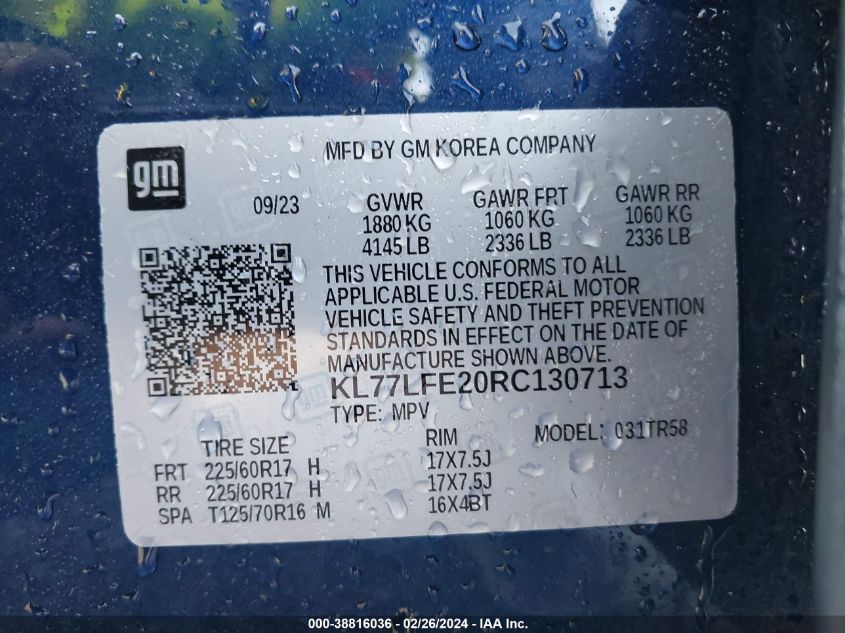 gm
MFD BY GM KOREA COMPANY
09/23
GVWR GAWR FRT GAWR RR
1880 KG 1060 KG 1060 KG
4145 LB 2336 LB 2336 LB
THIS VEHICLE CONFORMS TO ALL
APPLICABLE U.S. FEDERAL MOTOR
VEHICLE SAFETY AND THEFT PREVENTION
STANDARDS IN EFFECT ON THE DATE OF
MANUFACTURE SHOWN ABOVE.
KL77LFE20RC130713
TYPE: MPV
MODEL: 031TR58
TIRE SIZE RIM
FRT 225/60R17 H 17X7.5J
RR 225/60R17 H 17X7.5J
SPA T125/70R16 M 16X4BT
000-38816036 - 02/26/2024 - IAA Inc.